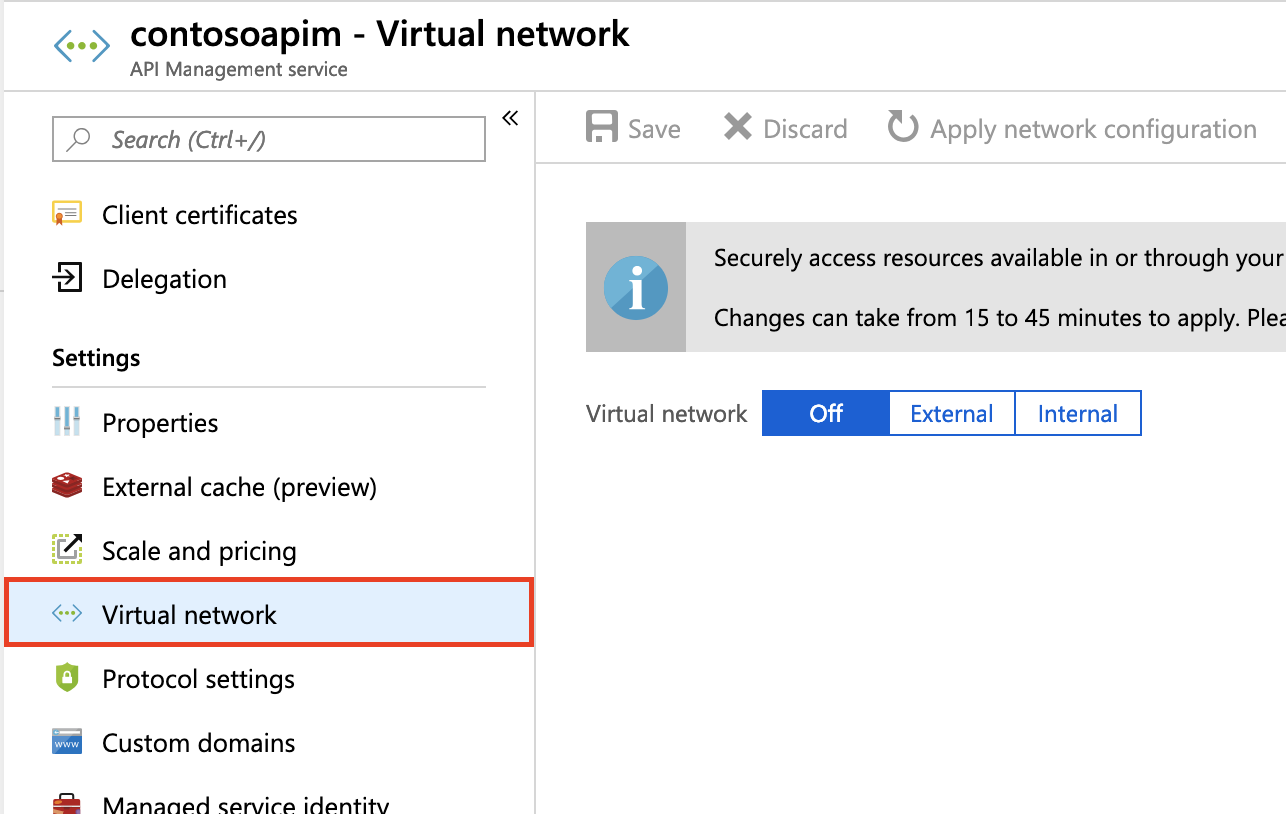 contosoapim - Virtual network
API Management service
Search (Ctrl+/)
Client certificates
Delegation
Settings
Properties
External cache (preview)
Scale and pricing
Virtual network
Protocol settings
www
Custom domains
Managed service identity
Save Discard Apply network configuration
Securely access resources available in or through your
Changes can take from 15 to 45 minutes to apply.
Virtual network Off External Internal